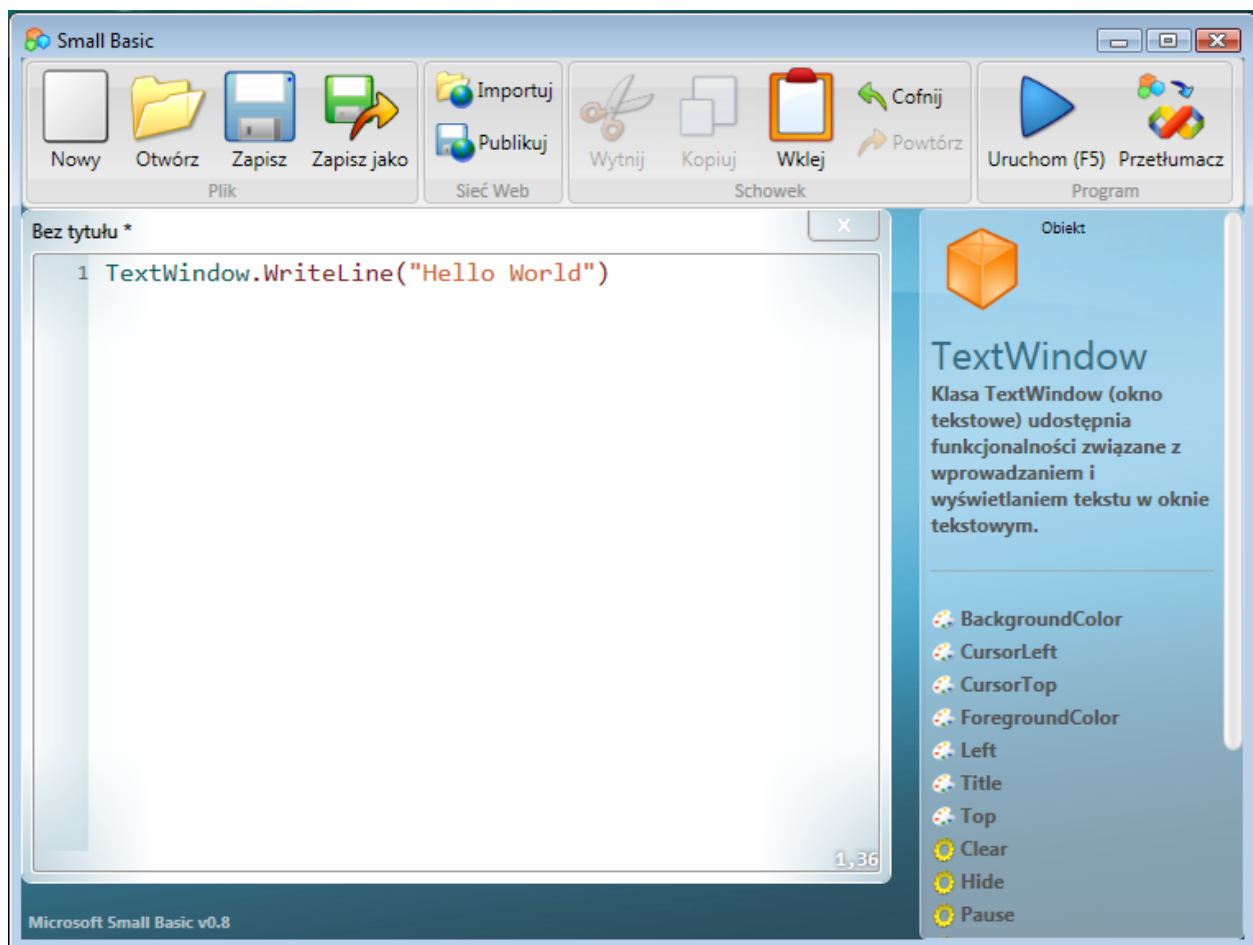 Small Basic
Nowy
Otwórz
Zapisz
Zapisz jako
Plik
Importuj
Publikuj
Sieć Web
Wytnij
Kopiuj
Wklej
Cofnij
Powtórz
Schowek
Uruchom (F5)
Przetłumacz
Program
Bez tytułu *
X
1 TextWindow.WriteLine("Hello World")
1,36
Microsoft Small Basic v0.8
Obiekt
TextWindow
Klasa TextWindow (okno
tekstowe) udostępnia
funkcjonalności związane z
wprowadzaniem i
wyświetlaniem tekstu w oknie
tekstowym.
BackgroundColor
CursorLeft
CursorTop
ForegroundColor
Left
Title
Top
Clear
Hide
Pause